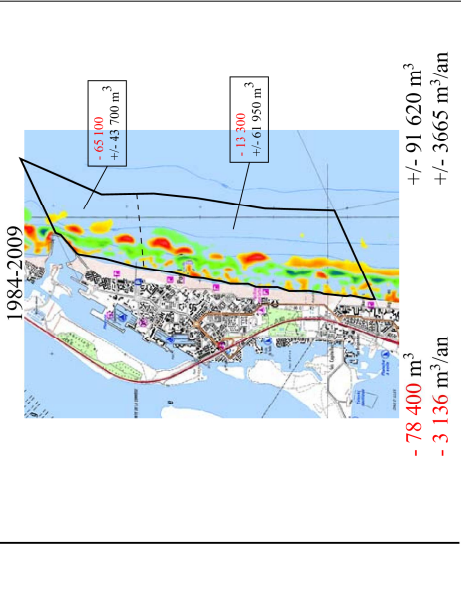 1984-2009
- 65 100
+/- 43 700 m³
- 13 300
+/- 61 950 m³
- 78 400 m³
+/- 91 620 m³
- 3 136 m³/an
+/- 3665 m³/an